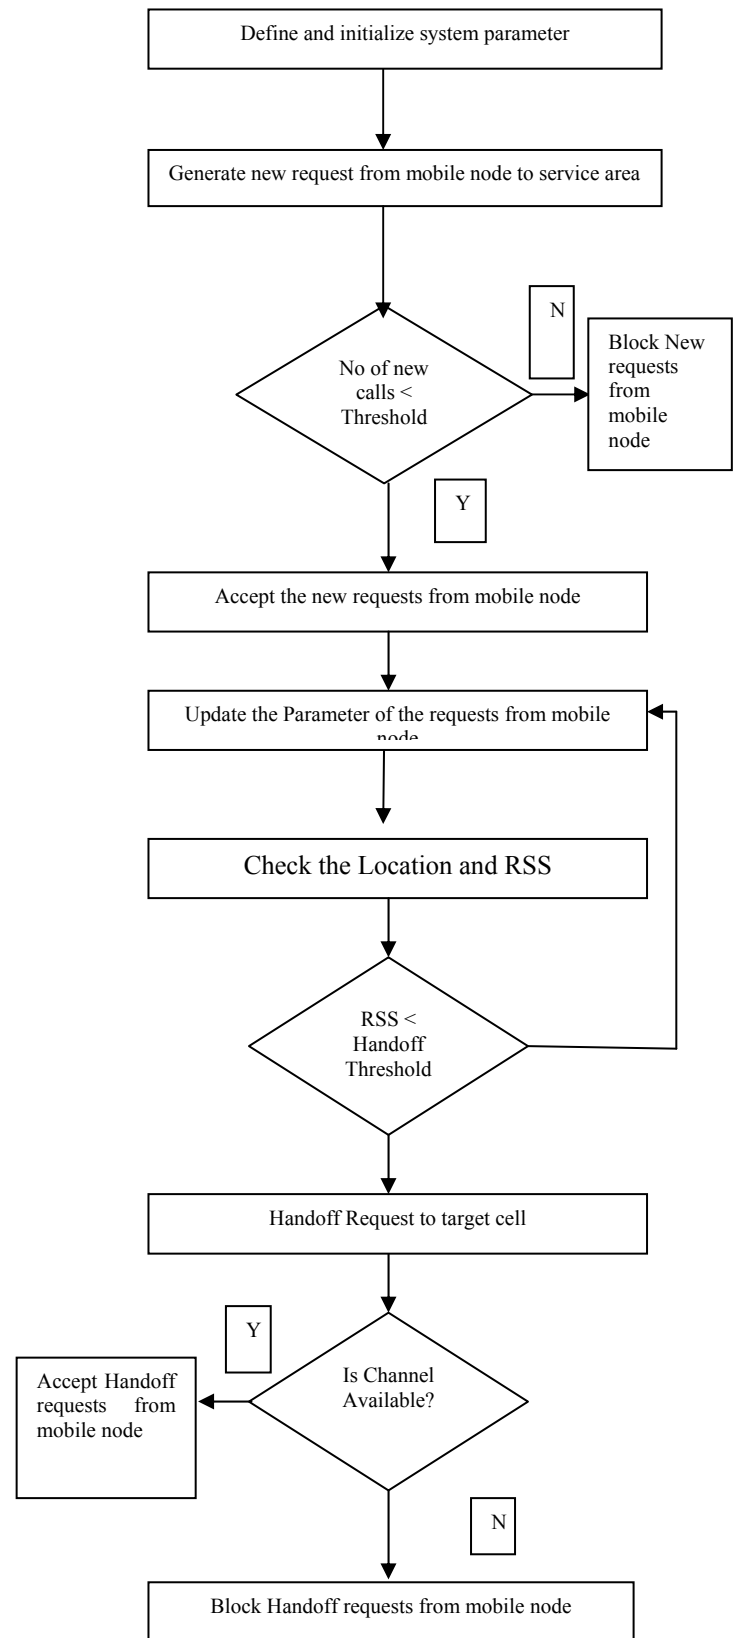 Define and initialize system parameter
Generate new request from mobile node to service area
N
No of new
calls <
Threshold
Block New
requests
from
mobile
node
Y
Accept the new requests from mobile node
Update the Parameter of the requests from mobile
node
Check the Location and RSS
RSS <
Handoff
Threshold
Handoff Request to target cell
Y
Is Channel
Available?
Accept Handoff
requests from
mobile node
N
Block Handoff requests from mobile node